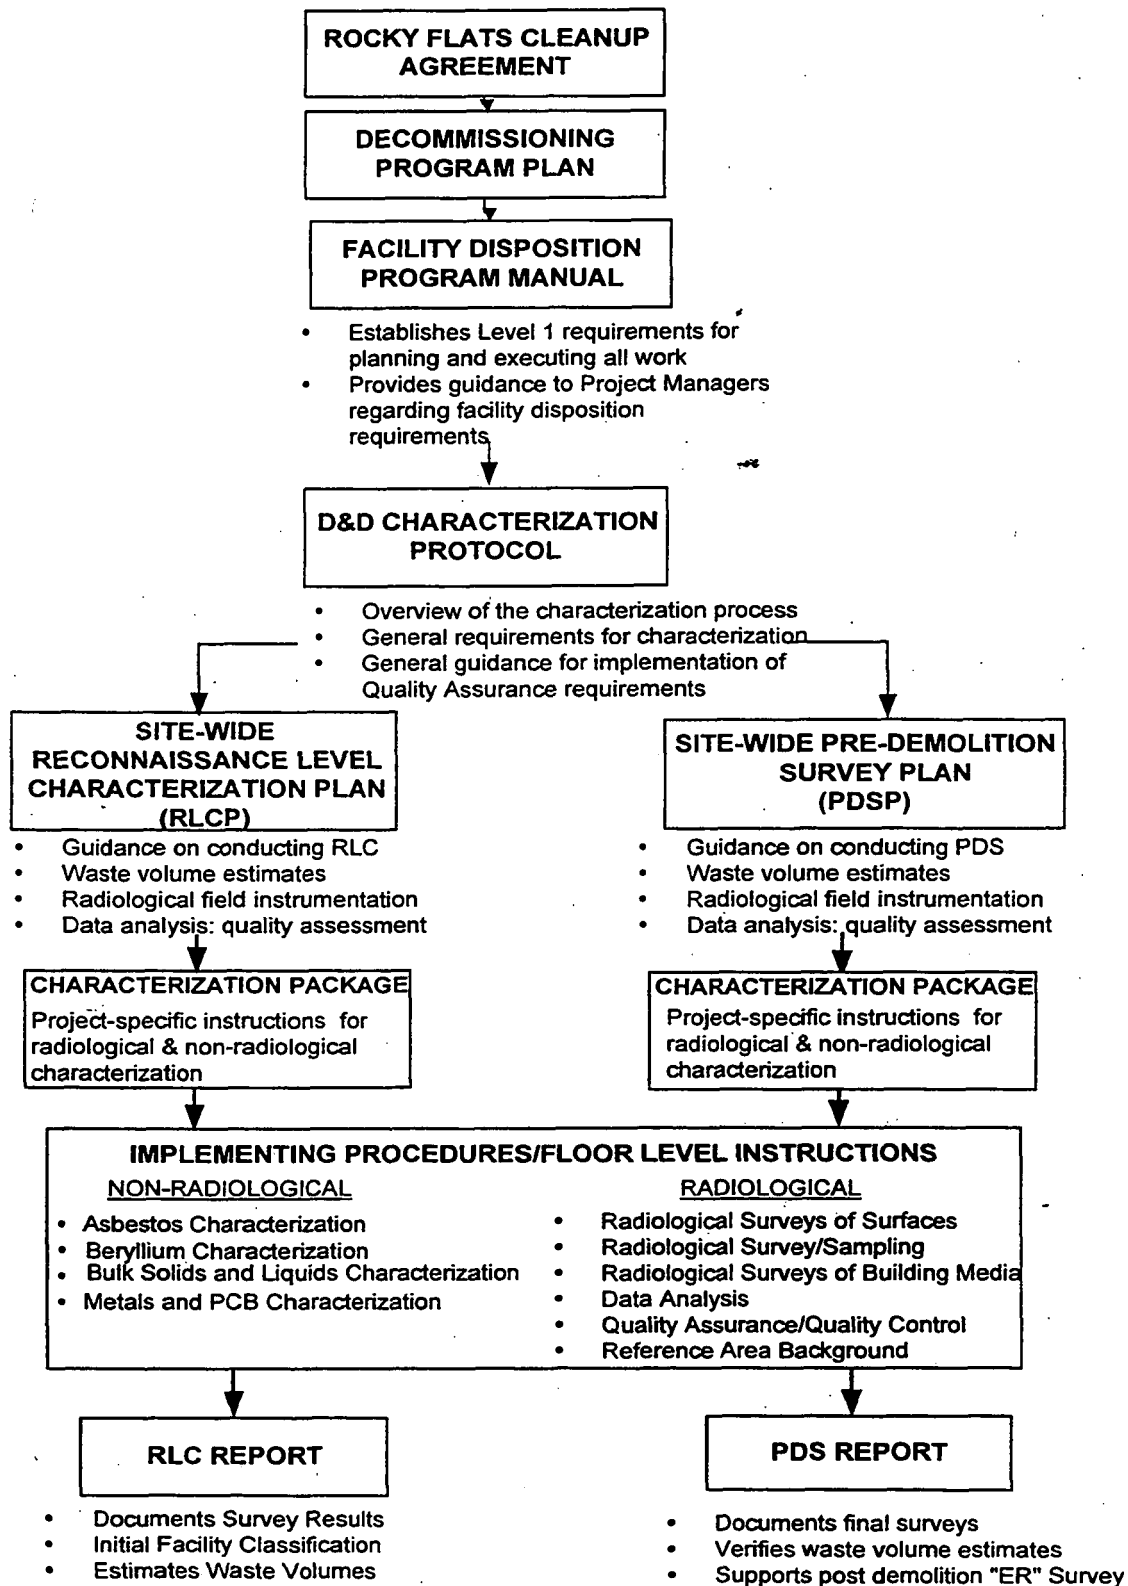 ROCKY FLATS CLEANUP
AGREEMENT
DECOMMISSIONING
PROGRAM PLAN
FACILITY DISPOSITION
PROGRAM MANUAL
• Establishes Level 1 requirements for
planning and executing all work
• Provides guidance to Project Managers
regarding facility disposition
requirements
D&D CHARACTERIZATION
PROTOCOL
• Overview of the characterization process
• General requirements for characterization
• General guidance for implementation of
Quality Assurance requirements
SITE-WIDE
RECONNAISSANCE LEVEL
CHARACTERIZATION PLAN
(RLCP)
• Guidance on conducting RLC
• Waste volume estimates
• Radiological field instrumentation
• Data analysis: quality assessment
SITE-WIDE PRE-DEMOLITION
SURVEY PLAN
(PDSP)
• Guidance on conducting PDS
• Waste volume estimates
• Radiological field instrumentation
• Data analysis: quality assessment
CHARACTERIZATION PACKAGE
Project-specific instructions for
radiological & non-radiological
characterization
CHARACTERIZATION PACKAGE
Project-specific instructions for
radiological & non-radiological
characterization
IMPLEMENTING PROCEDURES/FLOOR LEVEL INSTRUCTIONS
NON-RADIOLOGICAL
• Asbestos Characterization
• Beryllium Characterization
• Bulk Solids and Liquids Characterization
• Metals and PCB Characterization
RADIOLOGICAL
• Radiological Surveys of Surfaces
• Radiological Survey/Sampling
• Radiological Surveys of Building Media
• Data Analysis
• Quality Assurance/Quality Control
• Reference Area Background
RLC REPORT
• Documents Survey Results
• Initial Facility Classification
• Estimates Waste Volumes
PDS REPORT
• Documents final surveys
• Verifies waste volume estimates
• Supports post demolition "ER" Survey